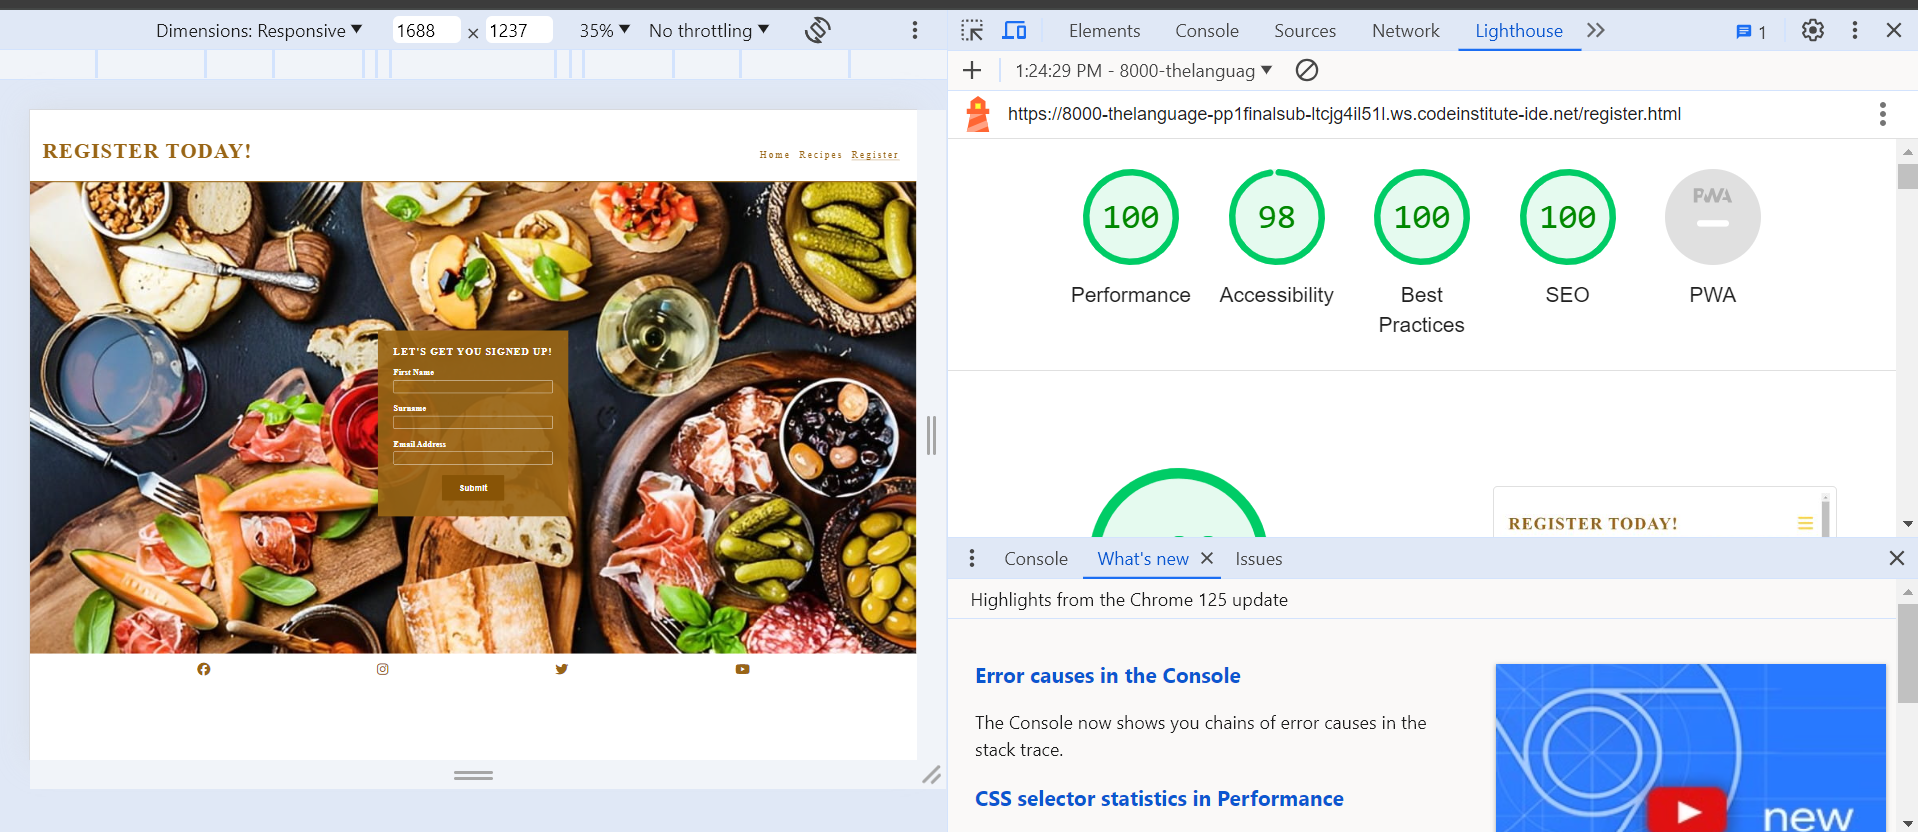 Dimensions: Responsive 1688 × 1237 35% No throttling
Elements Console Sources Network Lighthouse 1
1:24:29 PM - 8000-thelanguag
https://8000-thelanguage-pp1finalsub-ltcjg4il51l.ws.codeinstitute-ide.net/register.html
REGISTER TODAY!
Home Recipes Register
LET'S GET YOU SIGNED UP!
First Name
Surname
Email Address
Submit
100 98 100 100 PWA
Performance Accessibility Best Practices SEO PWA
REGISTER TODAY!
Console What's new Issues
Highlights from the Chrome 125 update
Error causes in the Console
The Console now shows you chains of error causes in the
stack trace.
CSS selector statistics in Performance
new